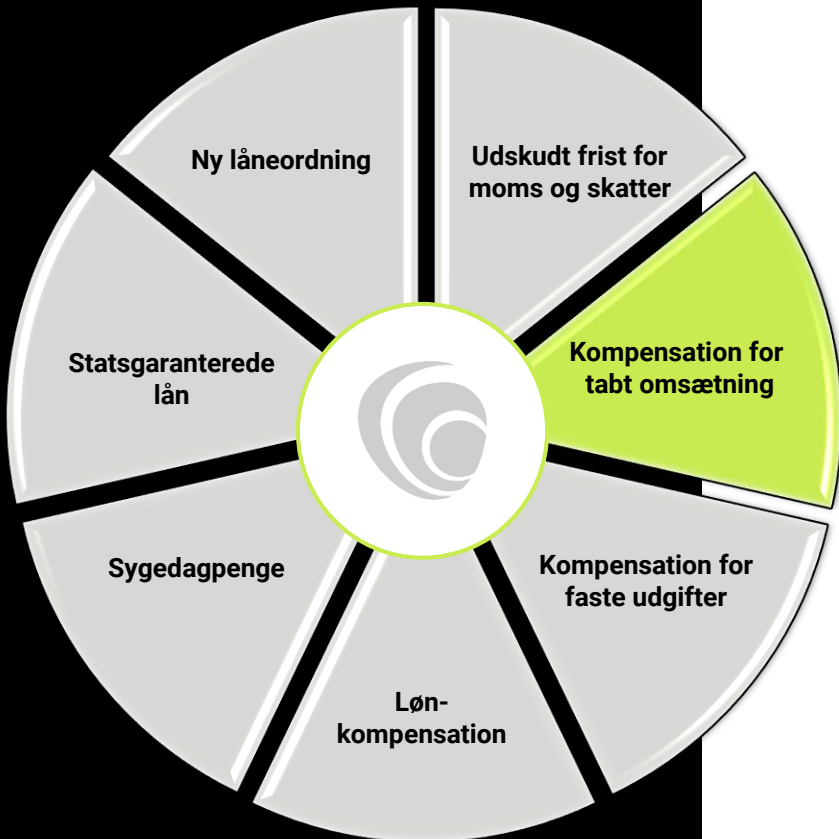 Ny låneordning
Udskudt frist for
moms og skatter
Kompensation for
tabt omsætning
Statsgaranterede
lån
Kompensation for
faste udgifter
Sygedagpenge
Løn-
kompensation